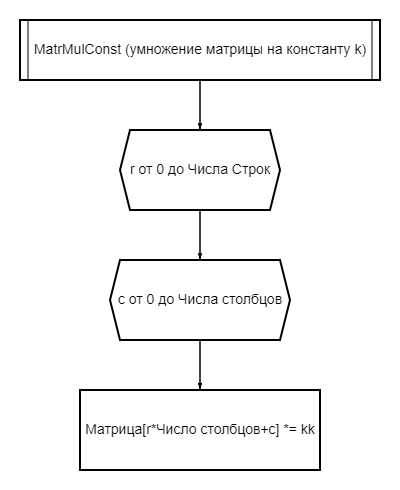 MatrMulConst (умножение матрицы на константу k)
r от 0 до Числа Строк
c от 0 до Числа столбцов
Матрица[r*Число столбцов+c] *= kk